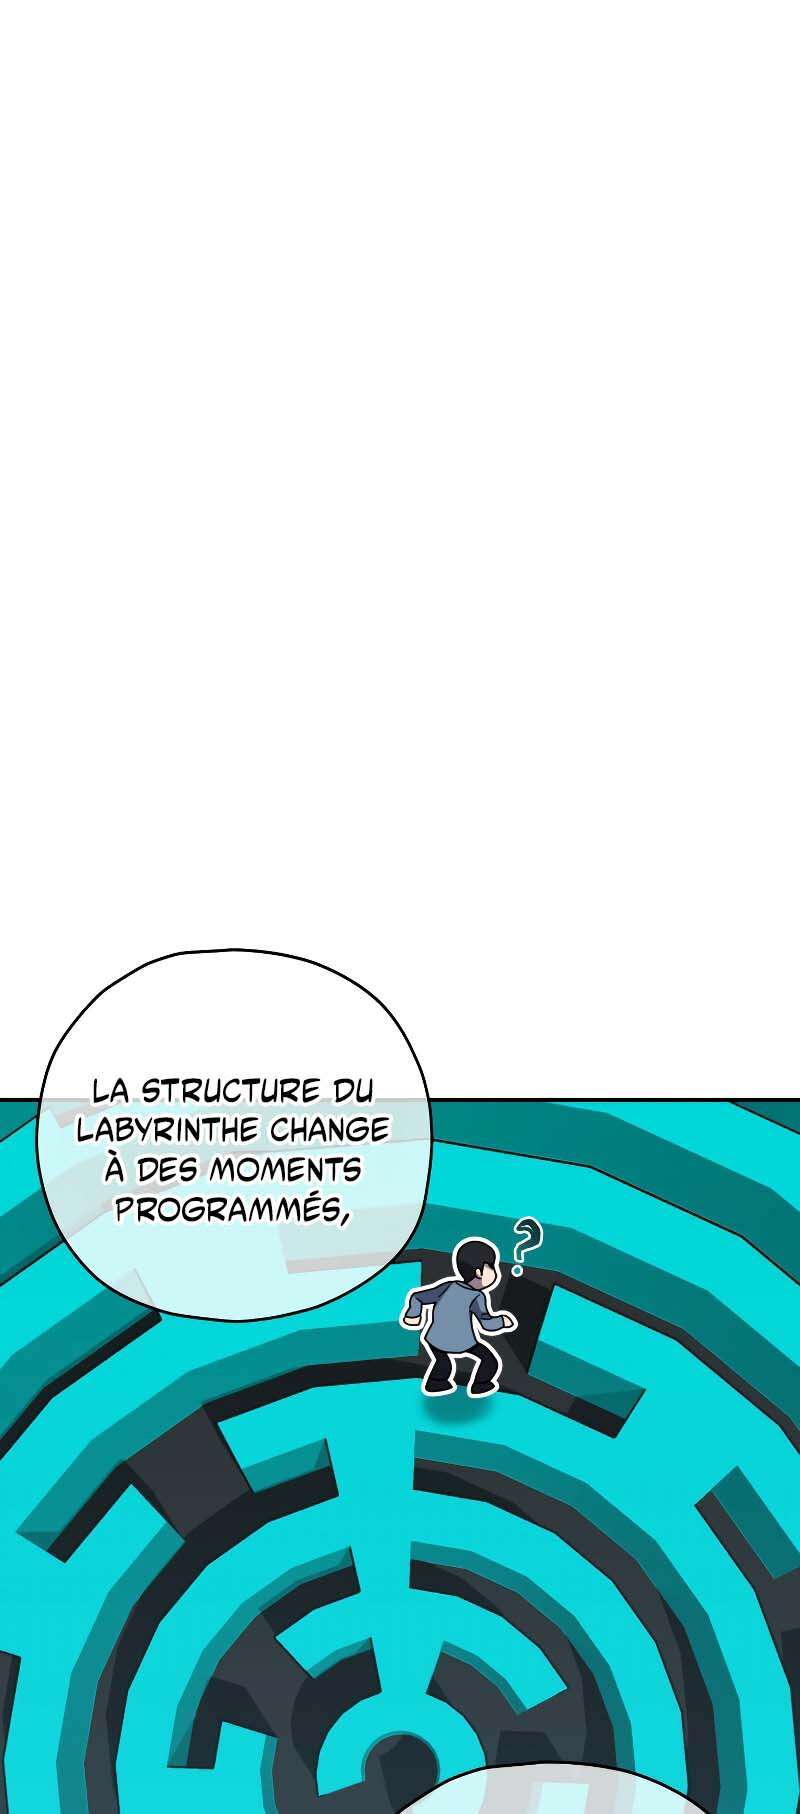 LA STRUCTURE DU
LABYRINTHE CHANGE
À DES MOMENTS
PROGRAMMÉS,
?